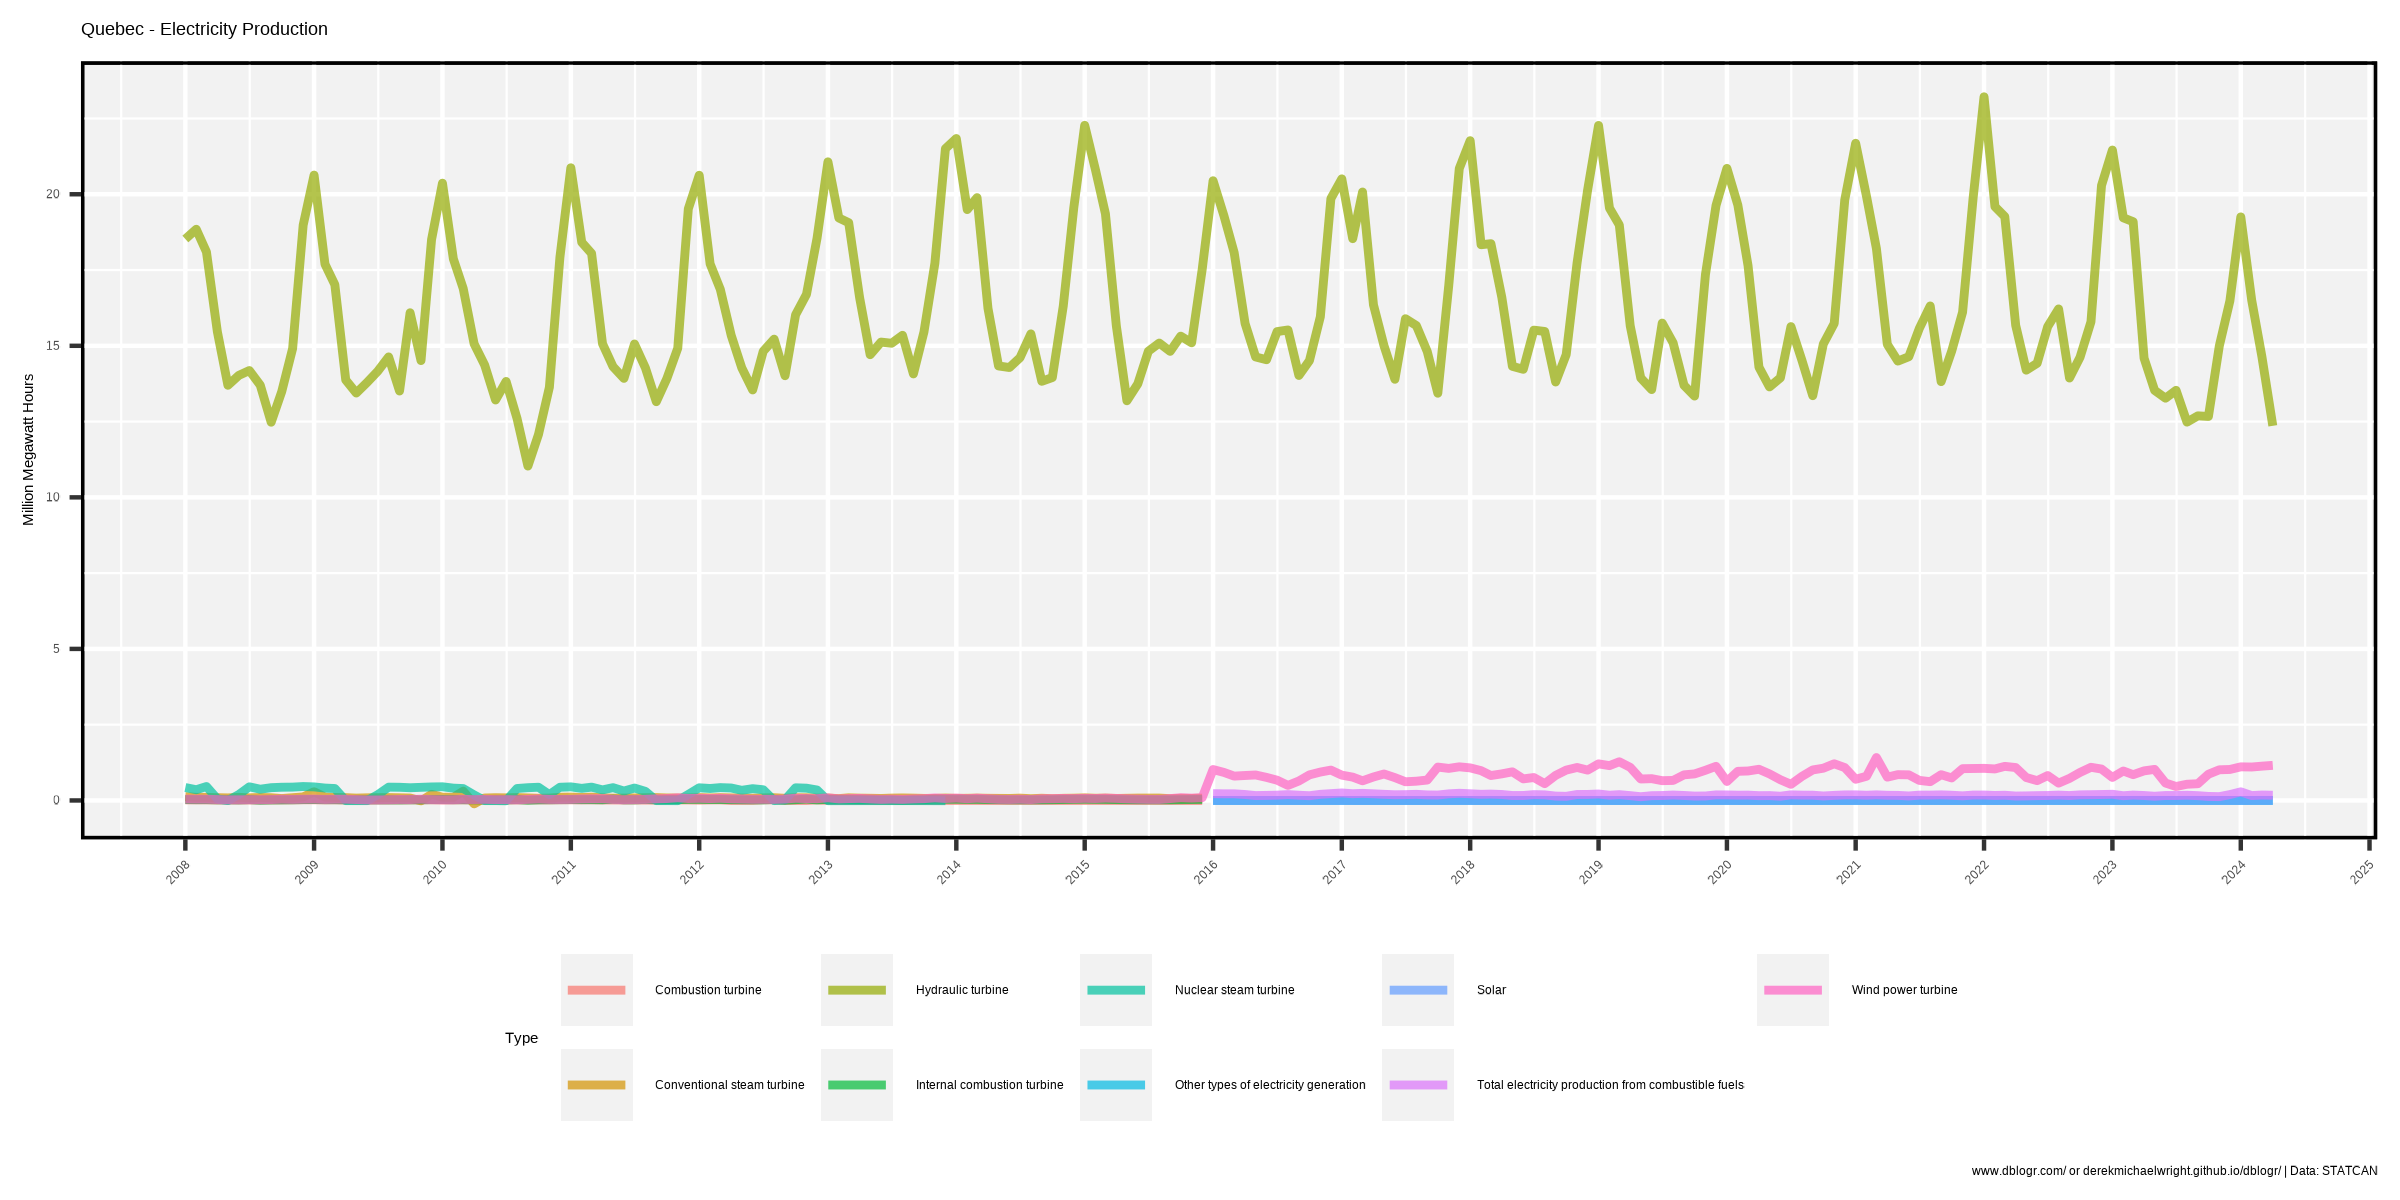 Quebec - Electricity Production
Million Megawatt Hours
20
15
10
5
0
2008
2009
2010
2011
2012
2013
2014
2015
2016
2017
2018
2019
2020
2021
2022
2023
2024
2025
Type
Combustion turbine
Hydraulic turbine
Nuclear steam turbine
Solar
Wind power turbine
Conventional steam turbine
Internal combustion turbine
Other types of electricity generation
Total electricity production from combustible fuels
www.dblogr.com/ or derekmichaelwright.github.io/dblogr/ | Data: STATCAN